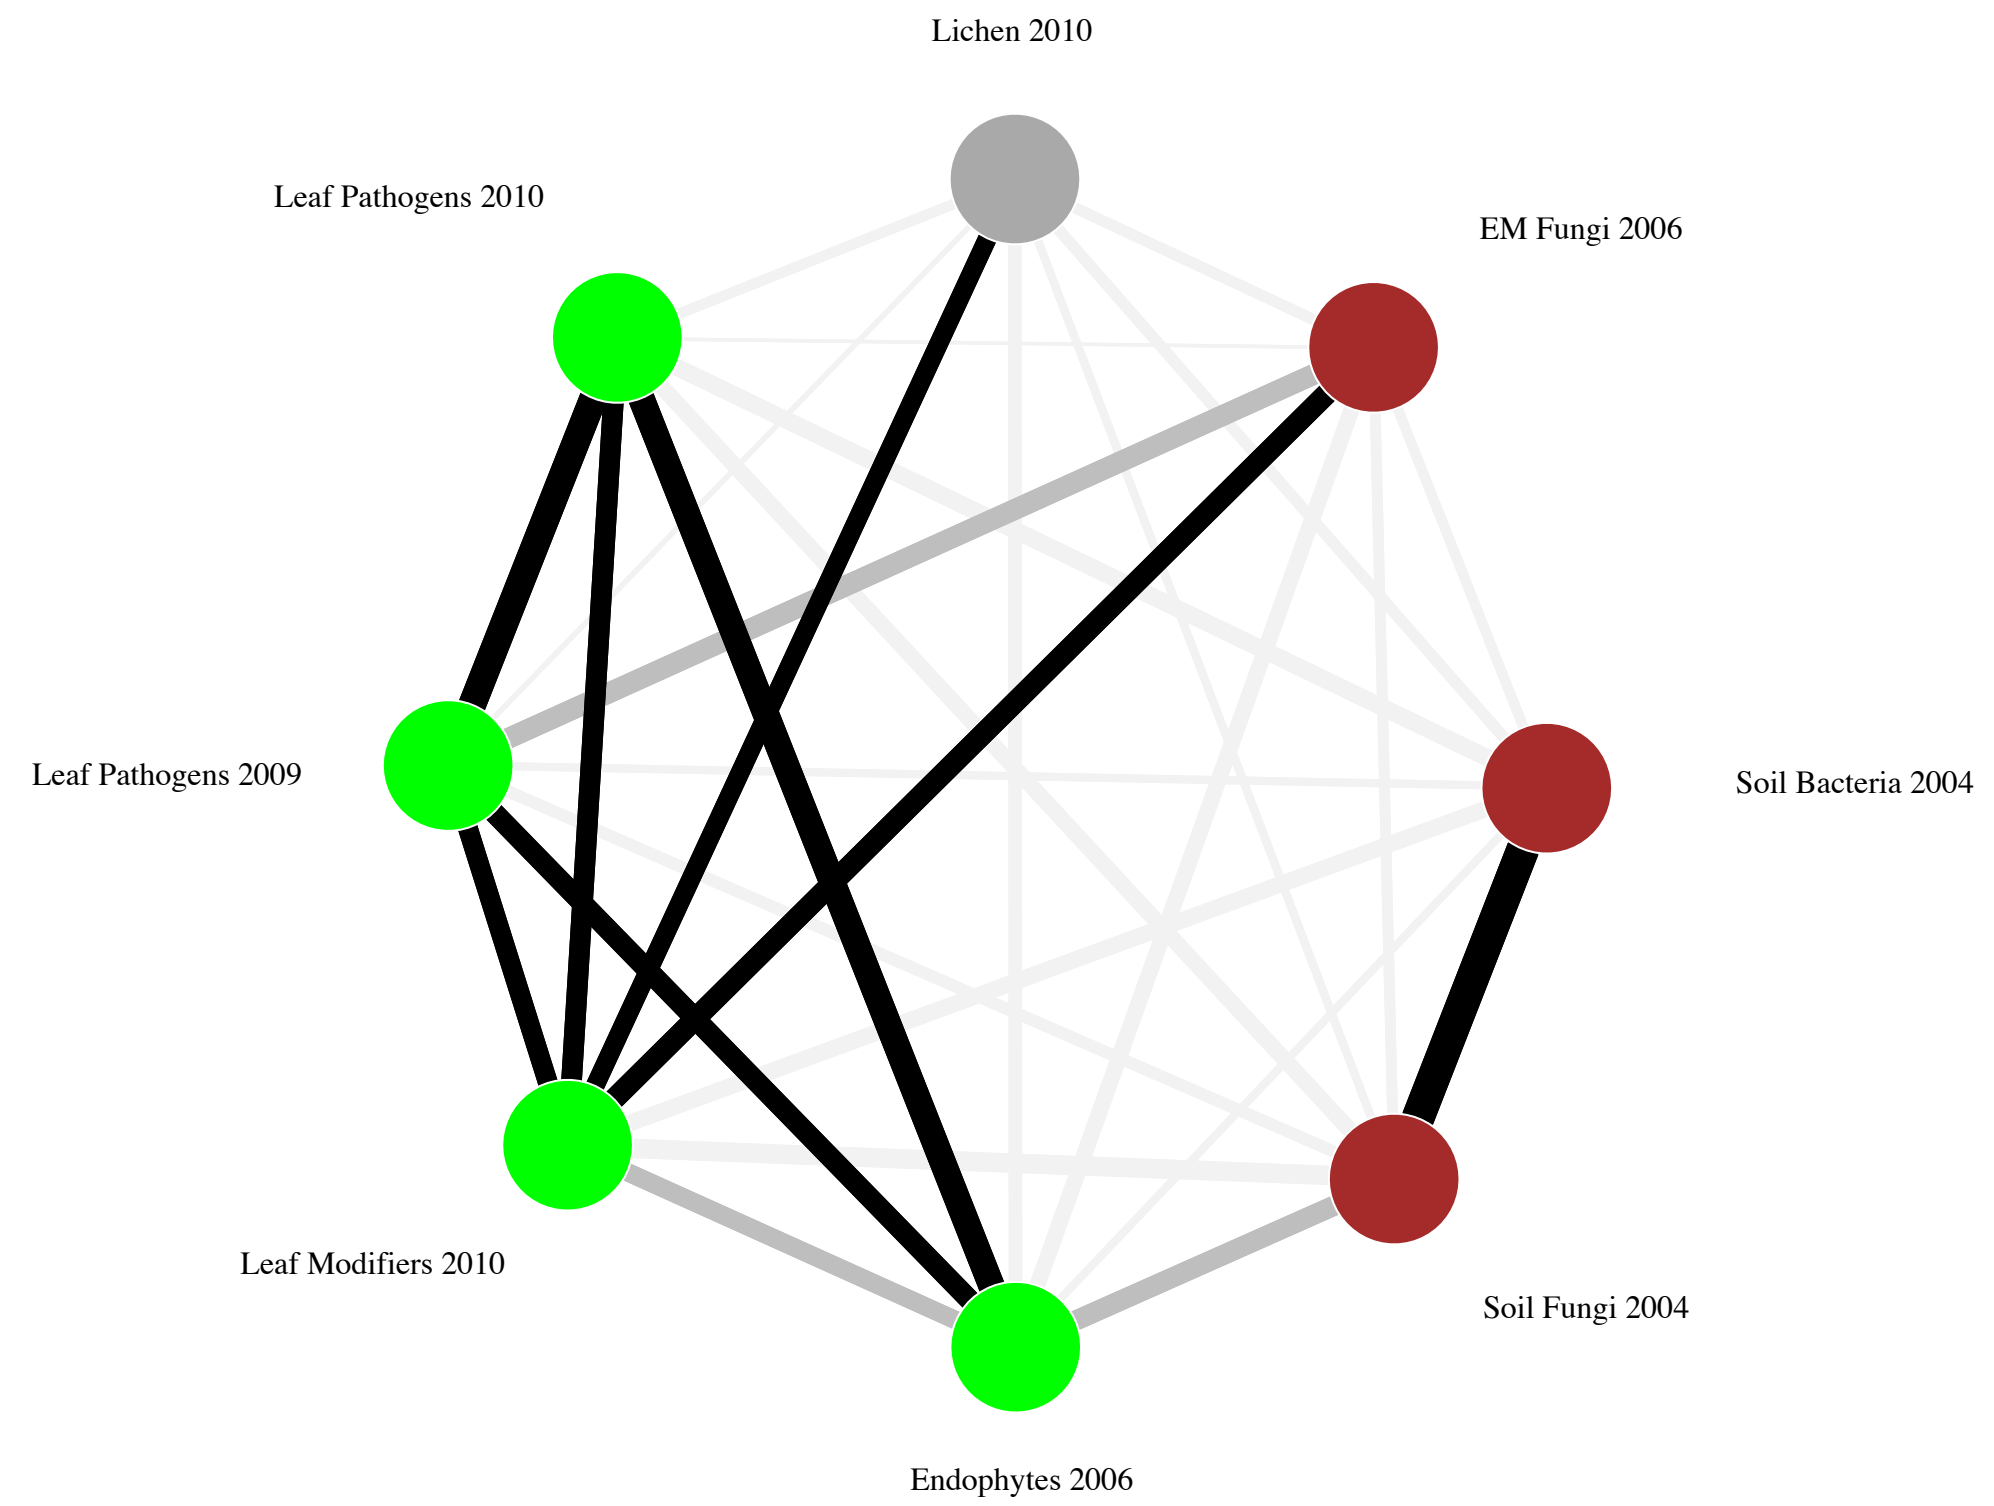 Lichen 2010
Leaf Pathogens 2010
EM Fungi 2006
Leaf Pathogens 2009
Soil Bacteria 2004
Leaf Modifiers 2010
Soil Fungi 2004
Endophytes 2006